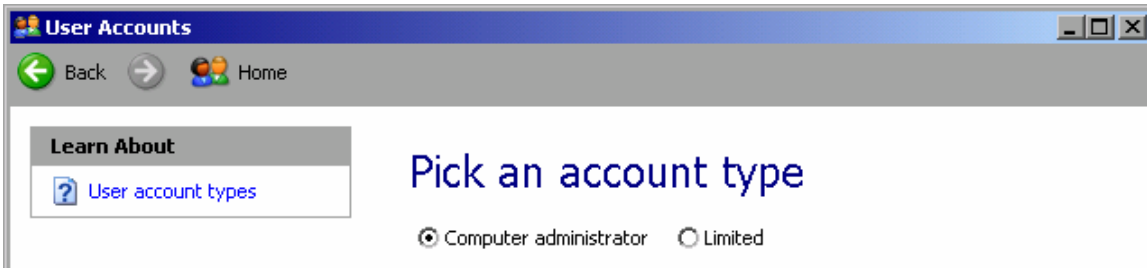 User Accounts
Back Home
Learn About
User account types
Pick an account type
Computer administrator Limited